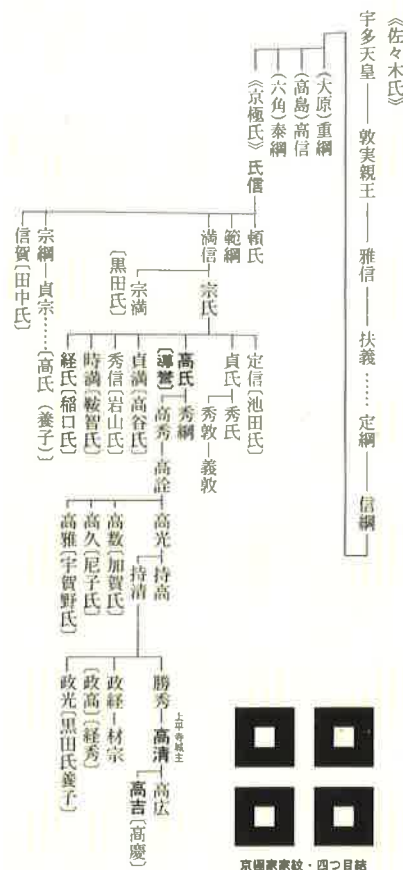 《佐々木氏》
宇多天皇――敦実親王――雅信――扶義……定綱――信綱
(大原)重綱
(高島)高信
(六角)泰綱
《京極氏》氏信
頼氏
範綱
満信
宗綱―貞宗……〔高氏(養子)〕
信賀〔田中氏〕
宗氏
宗満
〔黒田氏〕
定信〔池田氏〕
貞氏―秀氏
秀敦―義敦
高氏―秀綱
〔導誉〕
高秀―高詮
貞満〔高谷氏〕
秀信〔岩山氏〕
時満〔鞍智氏〕
経氏〔稲口氏〕
高光―持高
持清
高数〔加賀氏〕
高久〔尼子氏〕
高雅〔宇賀野氏〕
勝秀―高清―高広
上平寺城主
高吉〔高慶〕
政経―材宗
〔政高〕〔経秀〕
政光〔黒田氏養子〕
京極家家紋・四つ目結